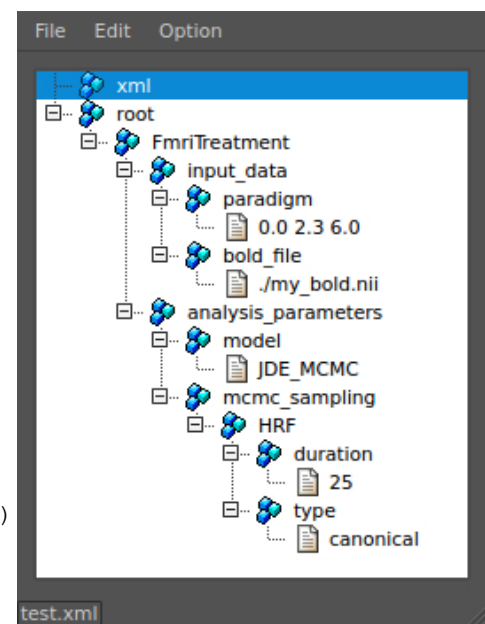 File Edit Option
xml
root
FmriTreatment
input_data
paradigm
0.0 2.3 6.0
bold_file
./my_bold.nii
analysis_parameters
model
JDE_MCMC
mcmc_sampling
HRF
duration
25
)
type
canonical
test.xml